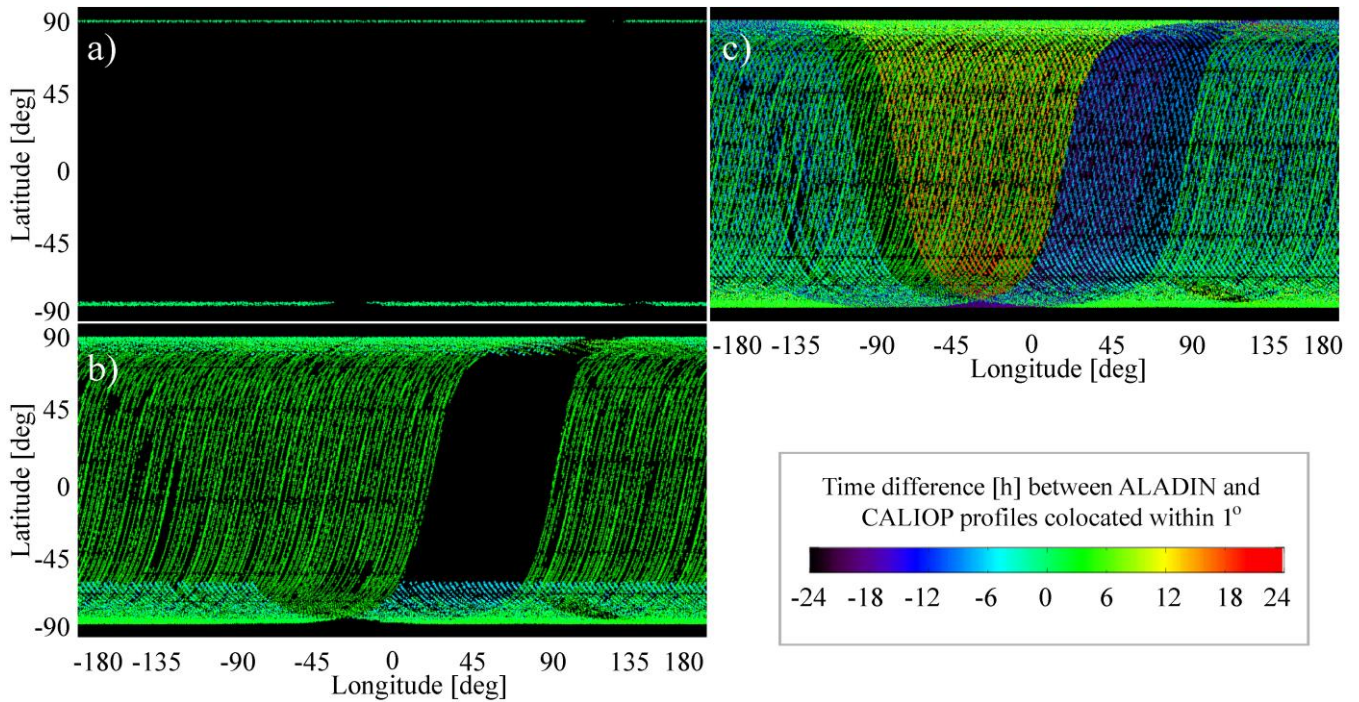 90
45
0
-45
-90
Latitude [deg]
a)
90
45
0
-45
-90
Latitude [deg]
b)
-180 -135 -90 -45 0 45 90 135 180
Longitude [deg]
c)
-180 -135 -90 -45 0 45 90 135 180
Longitude [deg]
Time difference [h] between ALADIN and
CALIOP profiles colocated within 1°
-24 -18 -12 -6 0 6 12 18 24